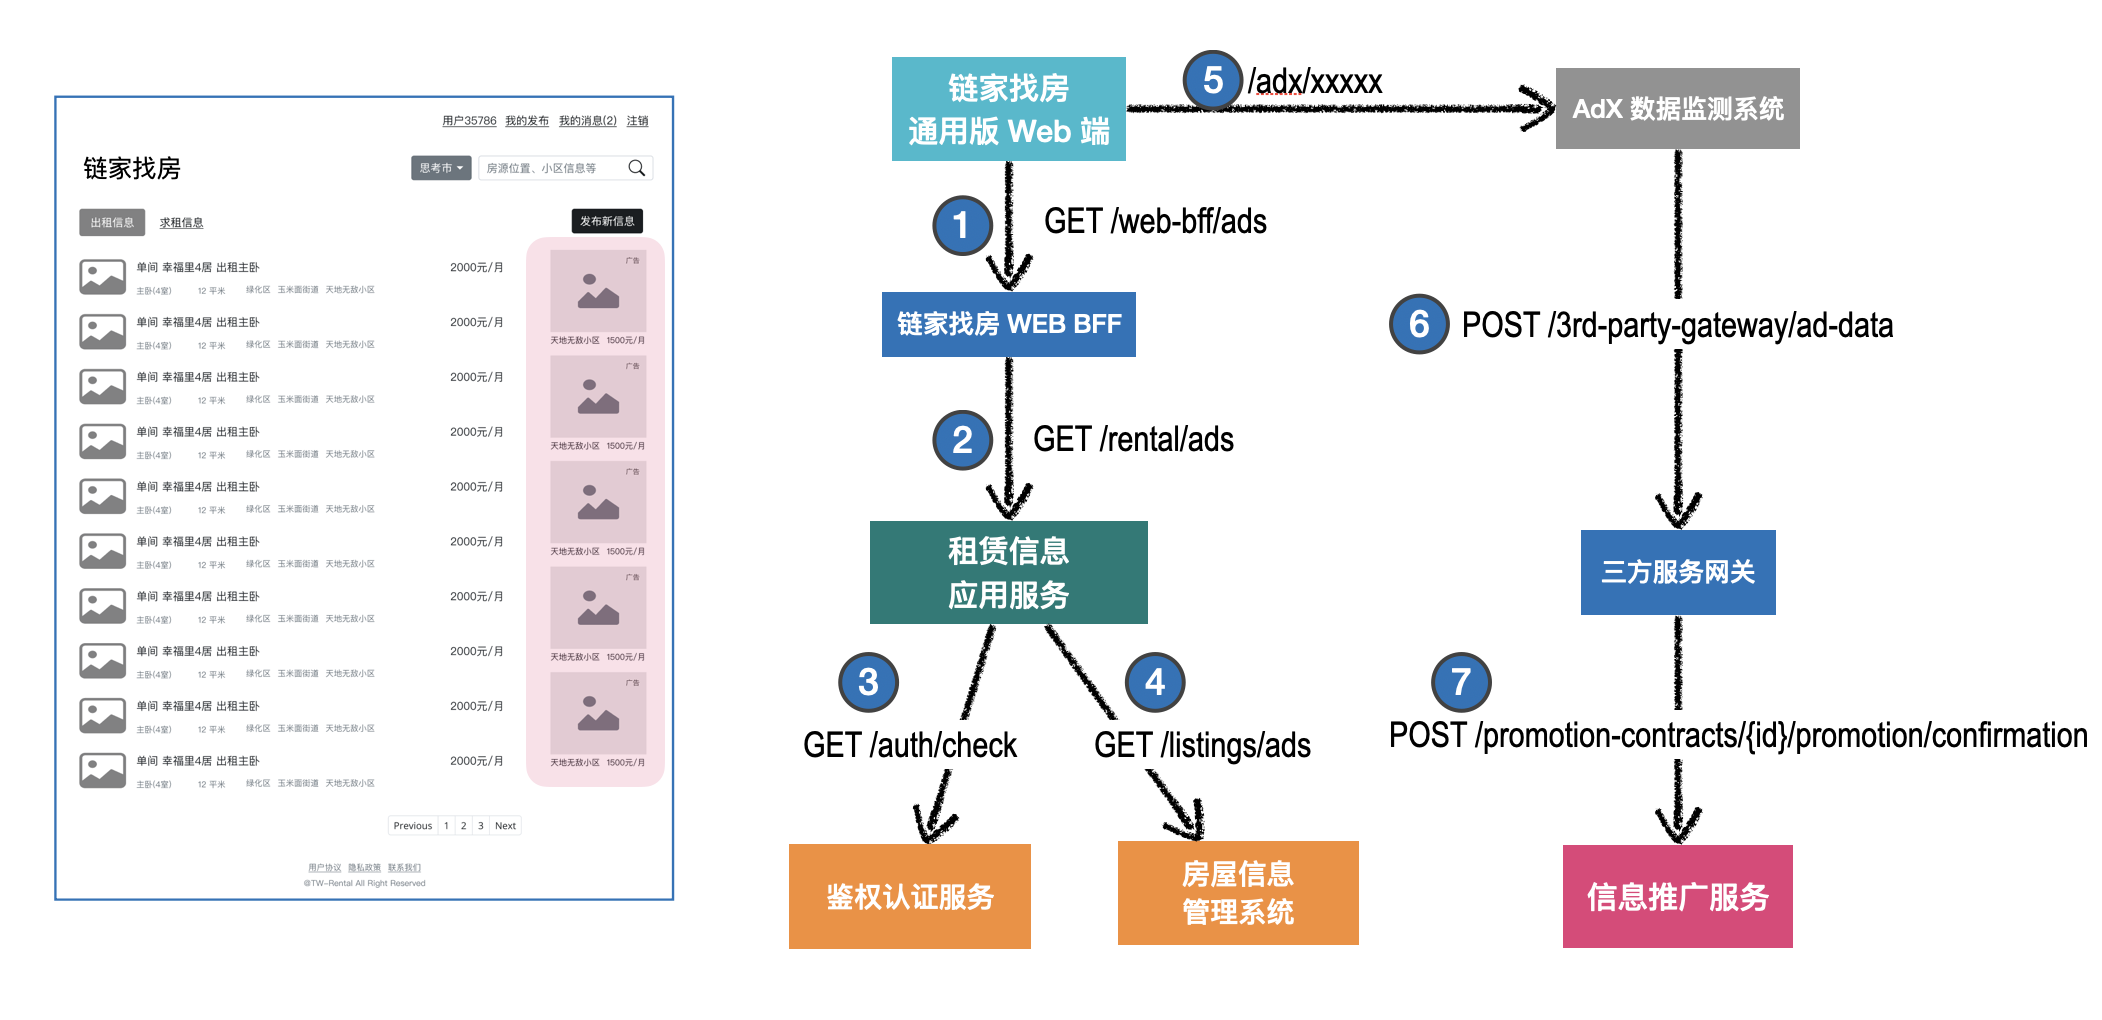 用户35786 我的发布 我的消息(2) 注销
链家找房
思考市
房源位置、小区信息等
出租信息
求租信息
发布新信息
单间 幸福里4居 出租主卧 2000元/月
主卧(4室) 12 平米 绿化区 玉米面街道 天地无敌小区
单间 幸福里4居 出租主卧 2000元/月
主卧(4室) 12 平米 绿化区 玉米面街道 天地无敌小区
单间 幸福里4居 出租主卧 2000元/月
主卧(4室) 12 平米 绿化区 玉米面街道 天地无敌小区
单间 幸福里4居 出租主卧 2000元/月
主卧(4室) 12 平米 绿化区 玉米面街道 天地无敌小区
单间 幸福里4居 出租主卧 2000元/月
主卧(4室) 12 平米 绿化区 玉米面街道 天地无敌小区
单间 幸福里4居 出租主卧 2000元/月
主卧(4室) 12 平米 绿化区 玉米面街道 天地无敌小区
单间 幸福里4居 出租主卧 2000元/月
主卧(4室) 12 平米 绿化区 玉米面街道 天地无敌小区
单间 幸福里4居 出租主卧 2000元/月
主卧(4室) 12 平米 绿化区 玉米面街道 天地无敌小区
单间 幸福里4居 出租主卧 2000元/月
主卧(4室) 12 平米 绿化区 玉米面街道 天地无敌小区
单间 幸福里4居 出租主卧 2000元/月
主卧(4室) 12 平米 绿化区 玉米面街道 天地无敌小区
广告
天地无敌小区 1500元/月
广告
天地无敌小区 1500元/月
广告
天地无敌小区 1500元/月
广告
天地无敌小区 1500元/月
广告
天地无敌小区 1500元/月
Previous 1 2 3 Next
用户协议 隐私政策 联系我们
@TW-Rental All Right Reserved
链家找房
通用版 Web 端
5 /adx/xxxxx
AdX 数据监测系统
1 GET /web-bff/ads
链家找房 WEB BFF
6 POST /3rd-party-gateway/ad-data
2 GET /rental/ads
租赁信息
应用服务
三方服务网关
3
GET /auth/check
4
GET /listings/ads
7
POST /promotion-contracts/{id}/promotion/confirmation
鉴权认证服务
房屋信息
管理系统
信息推广服务